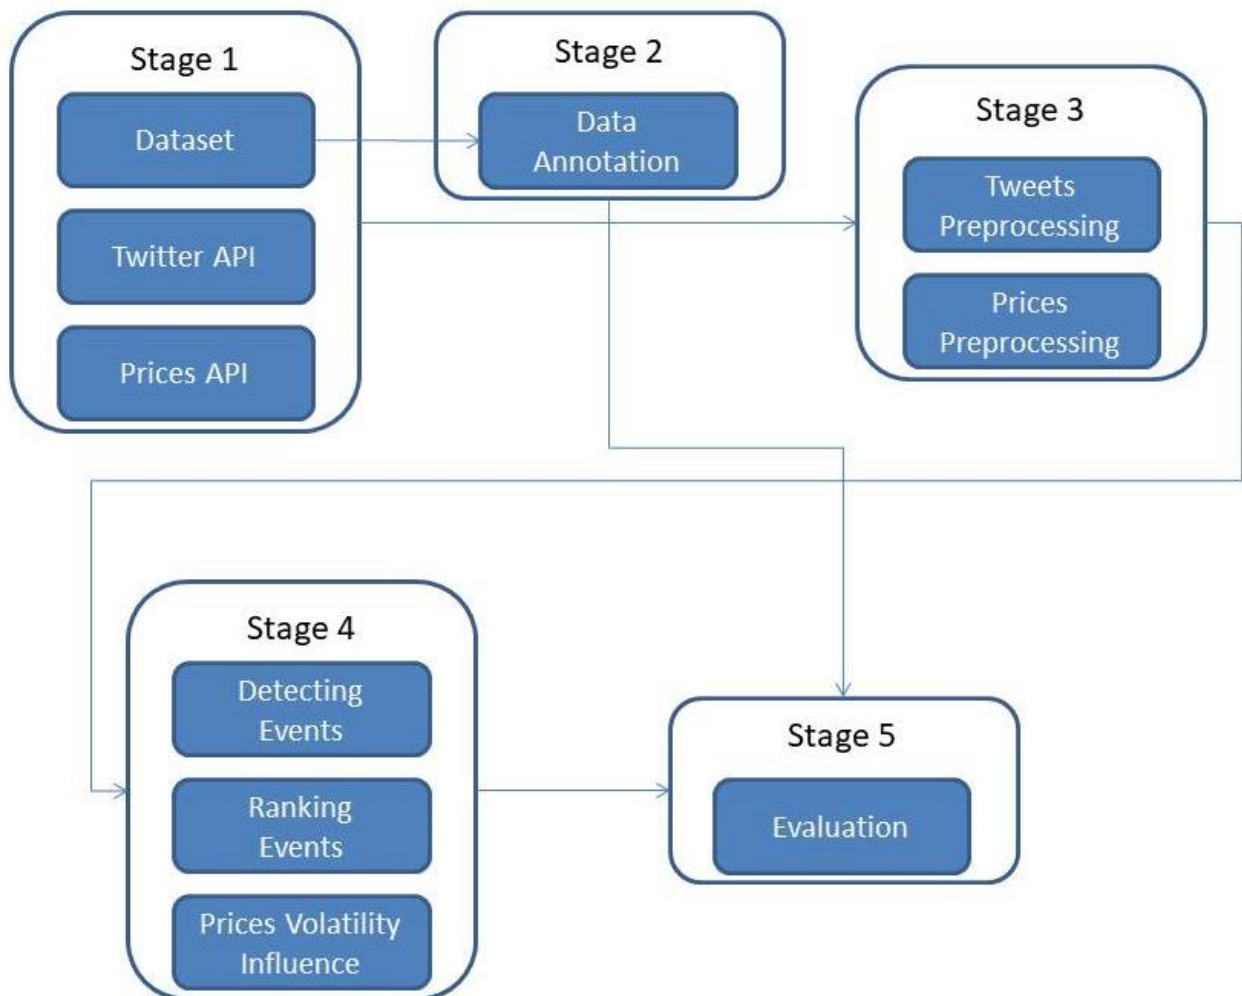 Stage 1
Dataset
Twitter API
Prices API
Stage 2
Data
Annotation
Stage 3
Tweets
Preprocessing
Prices
Preprocessing
Stage 4
Detecting
Events
Ranking
Events
Prices Volatility
Influence
Stage 5
Evaluation